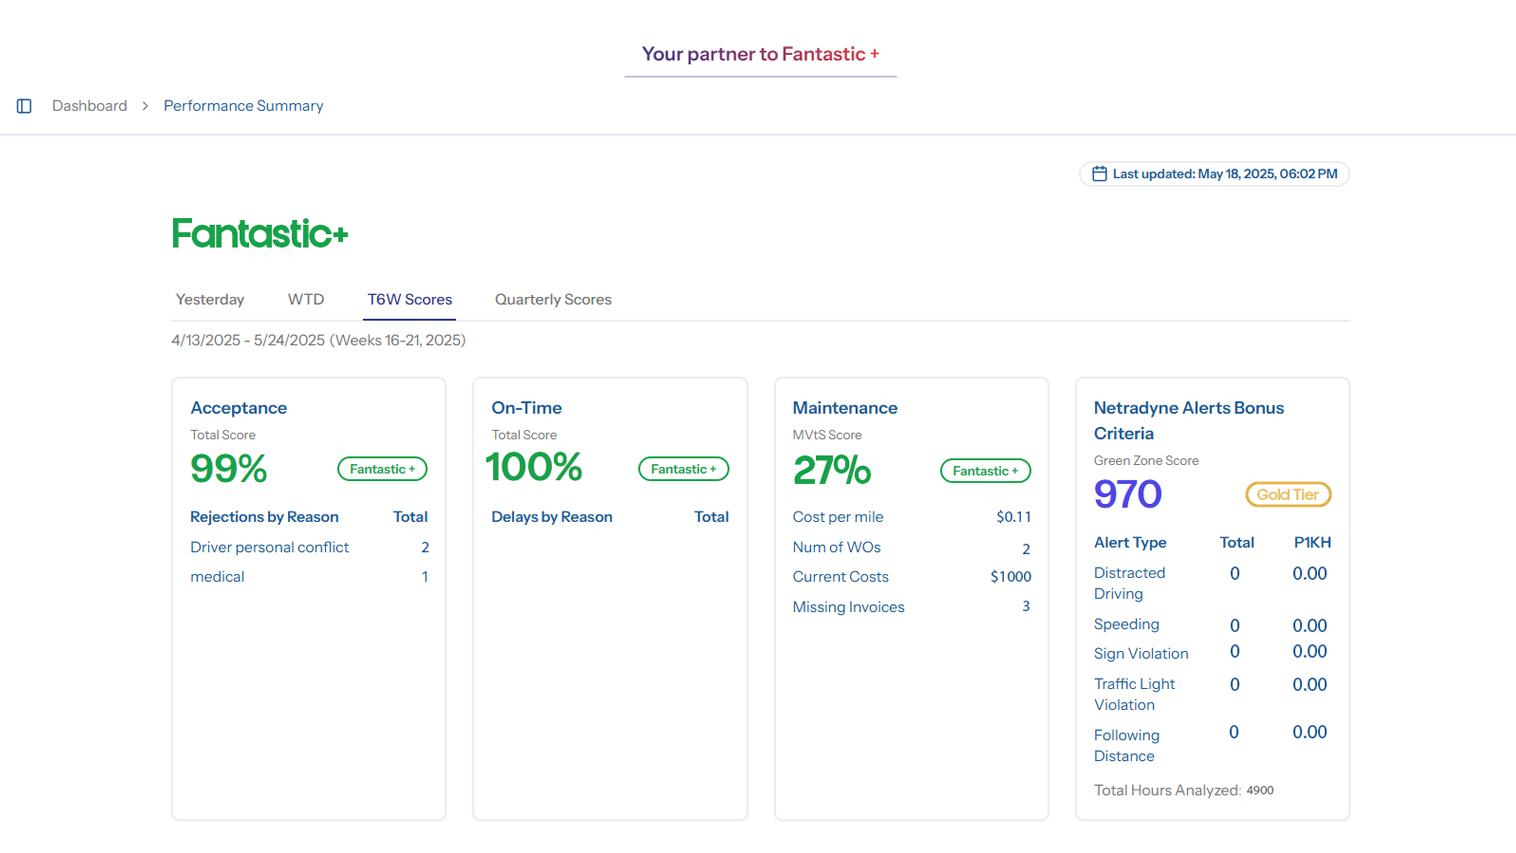 Your partner to Fantastic +
Dashboard > Performance Summary
Last updated: May 18, 2025, 06:02 PM
Fantastic+
Yesterday WTD T6W Scores Quarterly Scores
4/13/2025 - 5/24/2025 (Weeks 16-21, 2025)
Acceptance
Total Score
99% Fantastic +
Rejections by Reason Total
Driver personal conflict 2
medical 1
On-Time
Total Score
100% Fantastic +
Delays by Reason Total
Maintenance
MVtS Score
27% Fantastic +
Cost per mile $0.11
Num of WOs 2
Current Costs $1000
Missing Invoices 3
Netradyne Alerts Bonus
Criteria
Green Zone Score
970 Gold Tier
Alert Type Total P1KH
Distracted
Driving 0 0.00
Speeding 0 0.00
Sign Violation 0 0.00
Traffic Light
Violation 0 0.00
Following
Distance 0 0.00
Total Hours Analyzed: 4900